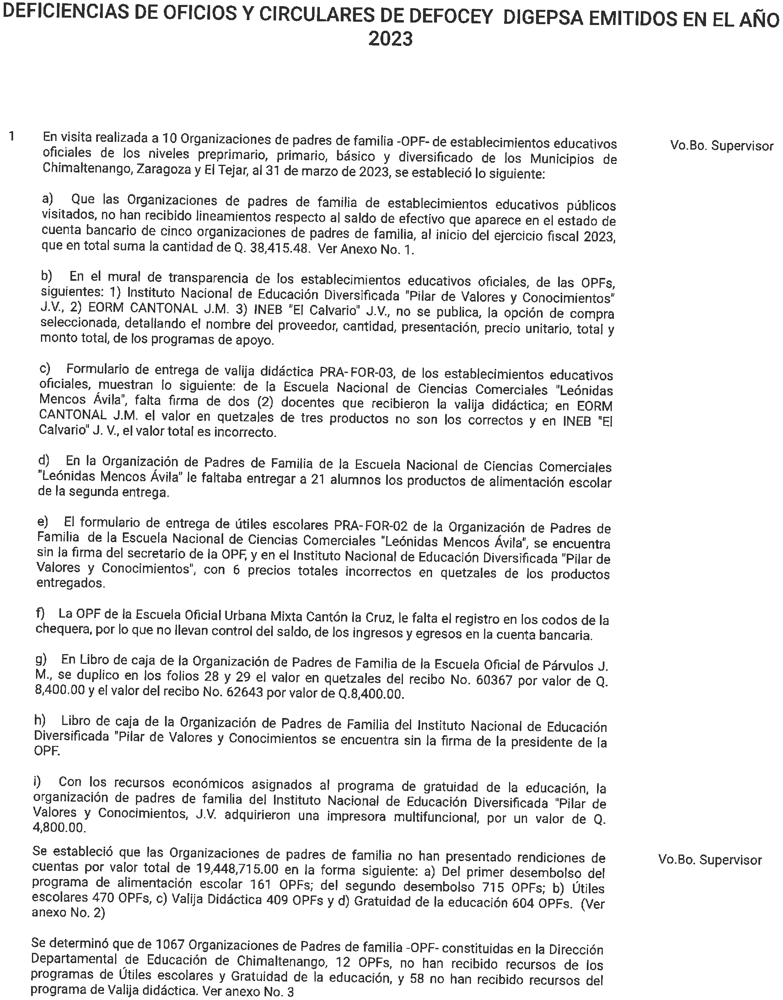 DEFICIENCIAS DE OFICIOS Y CIRCULARES DE DEFOCEY DIGEPSA EMITIDOS EN EL AÑO
2023
1 En visita realizada a 10 Organizaciones de padres de familia -OPF- de establecimientos educativos Vo.Bo. Supervisor
oficiales de los niveles preprimario, primario, básico y diversificado de los Municipios de
Chimaltenango, Zaragoza y El Tejar, al 31 de marzo de 2023, se estableció lo siguiente:
a) Que las Organizaciones de padres de familia de establecimientos educativos públicos
visitados, no han recibido lineamientos respecto al saldo de efectivo que aparece en el estado de
cuenta bancario de cinco organizaciones de padres de familia, al inicio del ejercicio fiscal 2023,
que en total suma la cantidad de Q. 38,415.48. Ver Anexo No. 1.
b) En el mural de transparencia de los establecimientos educativos oficiales, de las OPFs,
siguientes: 1) Instituto Nacional de Educación Diversificada "Pilar de Valores y Conocimientos"
J.V., 2) EORM CANTONAL J.M. 3) INEB "El Calvario" J.V., no se publica, la opción de compra
seleccionada, detallando el nombre del proveedor, cantidad, presentación, precio unitario, total y
monto total, de los programas de apoyo.
c) Formulario de entrega de valija didáctica PRA-FOR-03, de los establecimientos educativos
oficiales, muestran lo siguiente: de la Escuela Nacional de Ciencias Comerciales "Leónidas
Mencos Ávila", falta firma de dos (2) docentes que recibieron la valija didáctica; en EORM
CANTONAL J.M. el valor en quetzales de tres productos no son los correctos y en INEB "El
Calvario" J. V., el valor total es incorrecto.
d) En la Organización de Padres de Familia de la Escuela Nacional de Ciencias Comerciales
"Leónidas Mencos Ávila" le faltaba entregar a 21 alumnos los productos de alimentación escolar
de la segunda entrega.
e) El formulario de entrega de útiles escolares PRA-FOR-02 de la Organización de Padres de
Familia de la Escuela Nacional de Ciencias Comerciales "Leónidas Mencos Ávila", se encuentra
sin la firma del secretario de la OPF, y en el Instituto Nacional de Educación Diversificada "Pilar de
Valores y Conocimientos", con 6 precios totales incorrectos en quetzales de los productos
entregados.
f) La OPF de la Escuela Oficial Urbana Mixta Cantón la Cruz, le falta el registro en los codos de la
chequera, por lo que no llevan control del saldo, de los ingresos y egresos en la cuenta bancaria.
g) En Libro de caja de la Organización de Padres de Familia de la Escuela Oficial de Párvulos J.
M., se duplico en los folios 28 y 29 el valor en quetzales del recibo No. 60367 por valor de Q.
8,400.00 y el valor del recibo No. 62643 por valor de Q.8,400.00.
h) Libro de caja de la Organización de Padres de Familia del Instituto Nacional de Educación
Diversificada "Pilar de Valores y Conocimientos se encuentra sin la firma de la presidente de la
OPF.
i) Con los recursos económicos asignados al programa de gratuidad de la educación, la
organización de padres de familia del Instituto Nacional de Educación Diversificada "Pilar de
Valores y Conocimientos, J.V. adquirieron una impresora multifuncional, por un valor de Q.
4,800.00.
Se estableció que las Organizaciones de padres de familia no han presentado rendiciones de Vo.Bo. Supervisor
cuentas por valor total de 19,448,715.00 en la forma siguiente: a) Del primer desembolso del
programa de alimentación escolar 161 OPFs; del segundo desembolso 715 OPFs; b) Útiles
escolares 470 OPFs, c) Valija Didáctica 409 OPFs y d) Gratuidad de la educación 604 OPFs. (Ver
anexo No. 2)
Se determinó que de 1067 Organizaciones de Padres de familia -OPF- constituidas en la Dirección
Departamental de Educación de Chimaltenango, 12 OPFs, no han recibido recursos de los
programas de Útiles escolares y Gratuidad de la educación, y 58 no han recibido recursos del
programa de Valija didáctica. Ver anexo No. 3